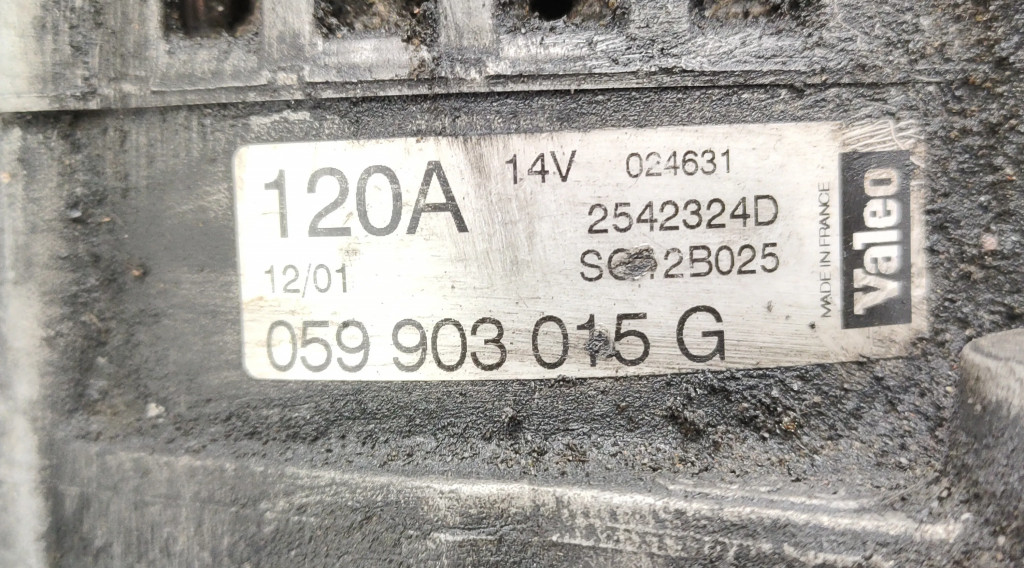 120A 14V 024631
2542324D
12/01
059 903 015 G
MADE IN FRANCE
Valeo